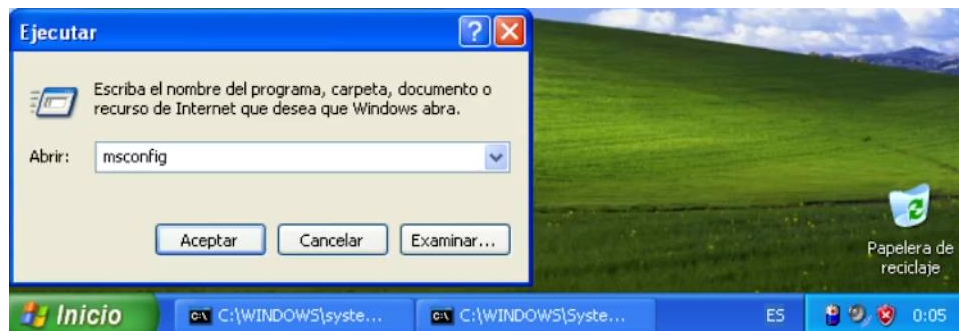 Ejecutar
Escriba el nombre del programa, carpeta, documento o
recurso de Internet que desea que Windows abra.
Abrir: msconfig
Aceptar Cancelar Examinar...
Papelera de
reciclaje
Inicio C:\WINDOWS\syste... C:\WINDOWS\Syste... ES 0:05